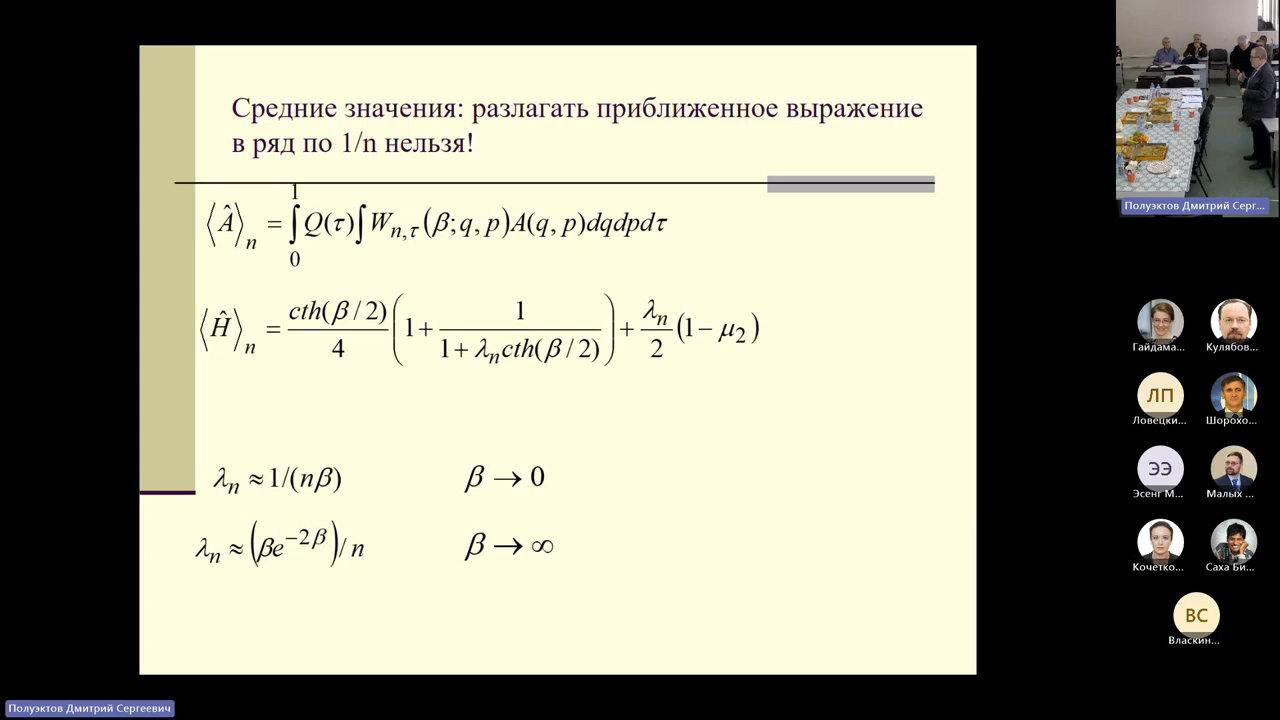 Средние значения: разлагать приближенное выражение
в ряд по 1/n нельзя!
⟨Â⟩_n = ∫_0^1 Q(τ)∫W_{n,τ}(β;q,p)A(q,p)dqdpdτ
⟨Ĥ⟩_n = cth(β/2)/4 (1 + 1/(1+λ_n cth(β/2))) + λ_n/2 (1−μ_2)
λ_n ≈ 1/(nβ) β → 0
λ_n ≈ (βe^{−2β})/n β → ∞
Полуэктов Дмитрий Серг...
Гайдама... Кулябов...
ЛП
Ловецки... Шорохо...
ЭЭ
Эсенг М... Малых ...
Кочетко... Саха Би...
ВС
Власкин...
Полуэктов Дмитрий Сергеевич